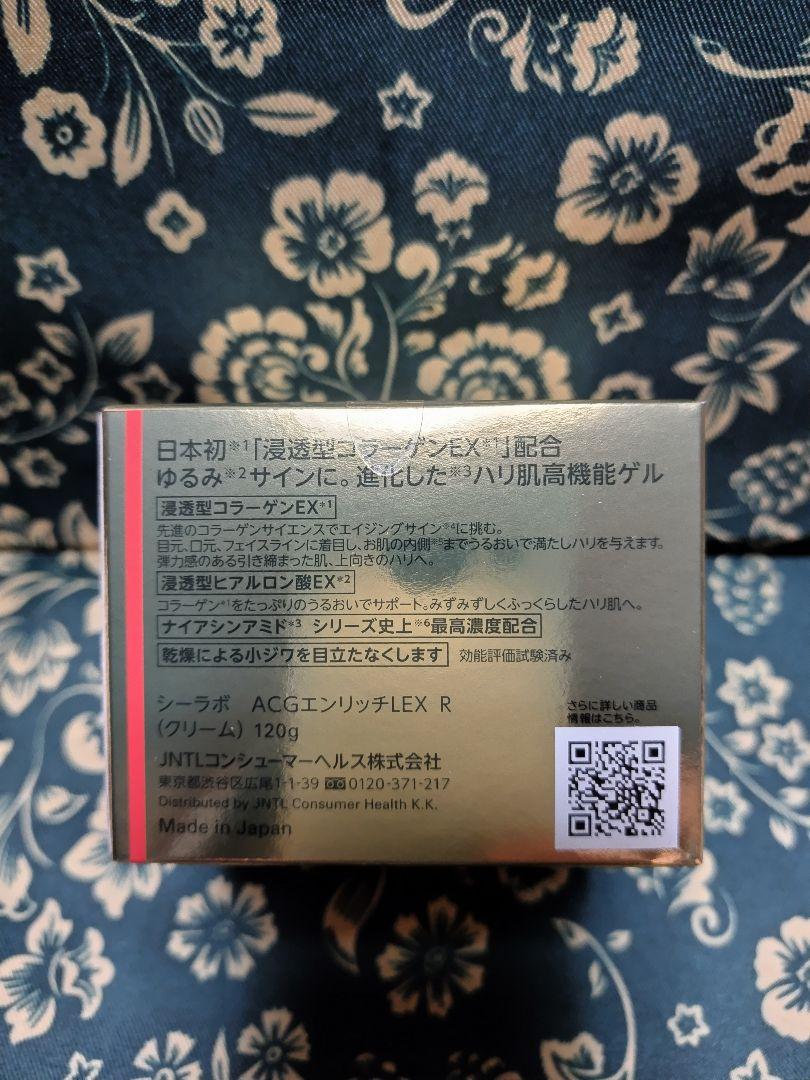 日本初※1「浸透型コラーゲンEX*1」配合
ゆるみ※2サインに。進化した※3ハリ肌高機能ゲル
浸透型コラーゲンEX*1
先進のコラーゲンサイエンスでエイジングサイン*4に挑む。
目元、口元、フェイスラインに着目し、お肌の内側※5までうるおいで満たしハリを与えます。
弾力感のある引き締まった肌、上向きのハリへ。
浸透型ヒアルロン酸EX*2
コラーゲン*1をたっぷりのうるおいでサポート。みずみずしくふっくらしたハリ肌へ。
ナイアシンアミド*3 シリーズ史上※6最高濃度配合
乾燥による小ジワを目立たなくします 効能評価試験済み
シーラボ ACGエンリッチLEX R
(クリーム) 120g
さらに詳しい商品
情報はこちら。
JNTLコンシューマーヘルス株式会社
東京都渋谷区広尾1-1-39 0120-371-217
Distributed by JNTL Consumer Health K.K.
Made in Japan